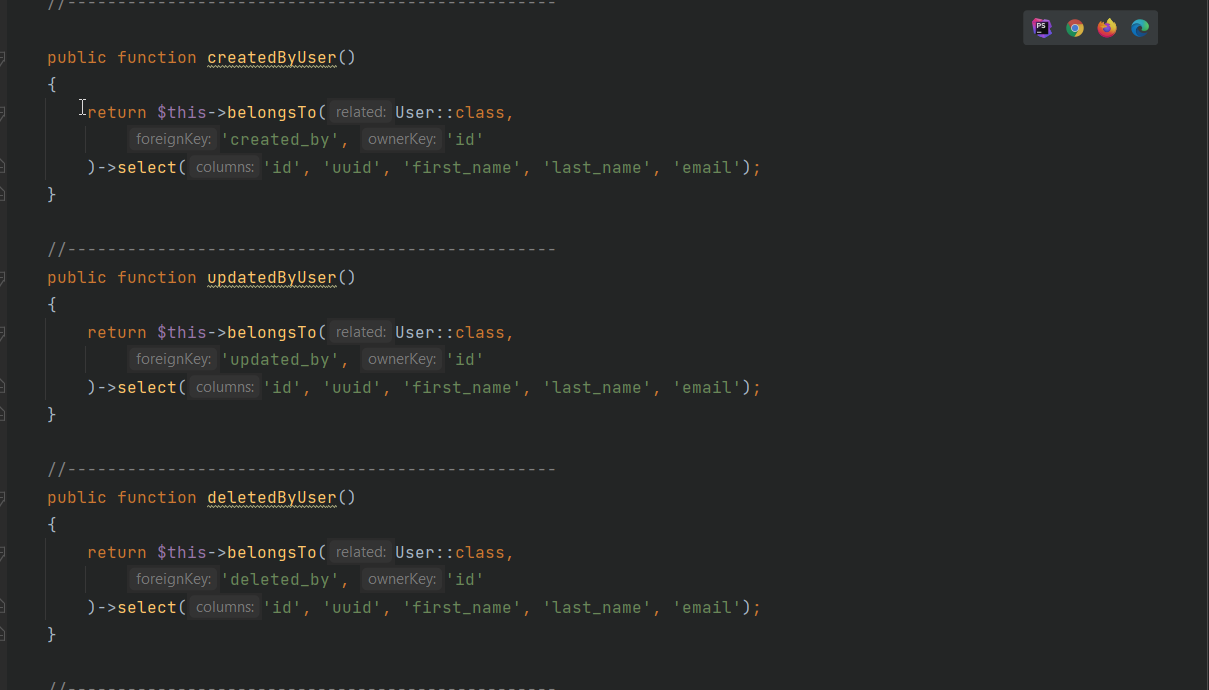 //-------------------------------------------------
PS
public function createdByUser()
{
return $this->belongsTo( related: User::class,
foreignKey: 'created_by', ownerKey: 'id'
)->select( columns: 'id', 'uuid', 'first_name', 'last_name', 'email');
}
//-------------------------------------------------
public function updatedByUser()
{
return $this->belongsTo( related: User::class,
foreignKey: 'updated_by', ownerKey: 'id'
)->select( columns: 'id', 'uuid', 'first_name', 'last_name', 'email');
}
//-------------------------------------------------
public function deletedByUser()
{
return $this->belongsTo( related: User::class,
foreignKey: 'deleted_by', ownerKey: 'id'
)->select( columns: 'id', 'uuid', 'first_name', 'last_name', 'email');
}
//-------------------------------------------------